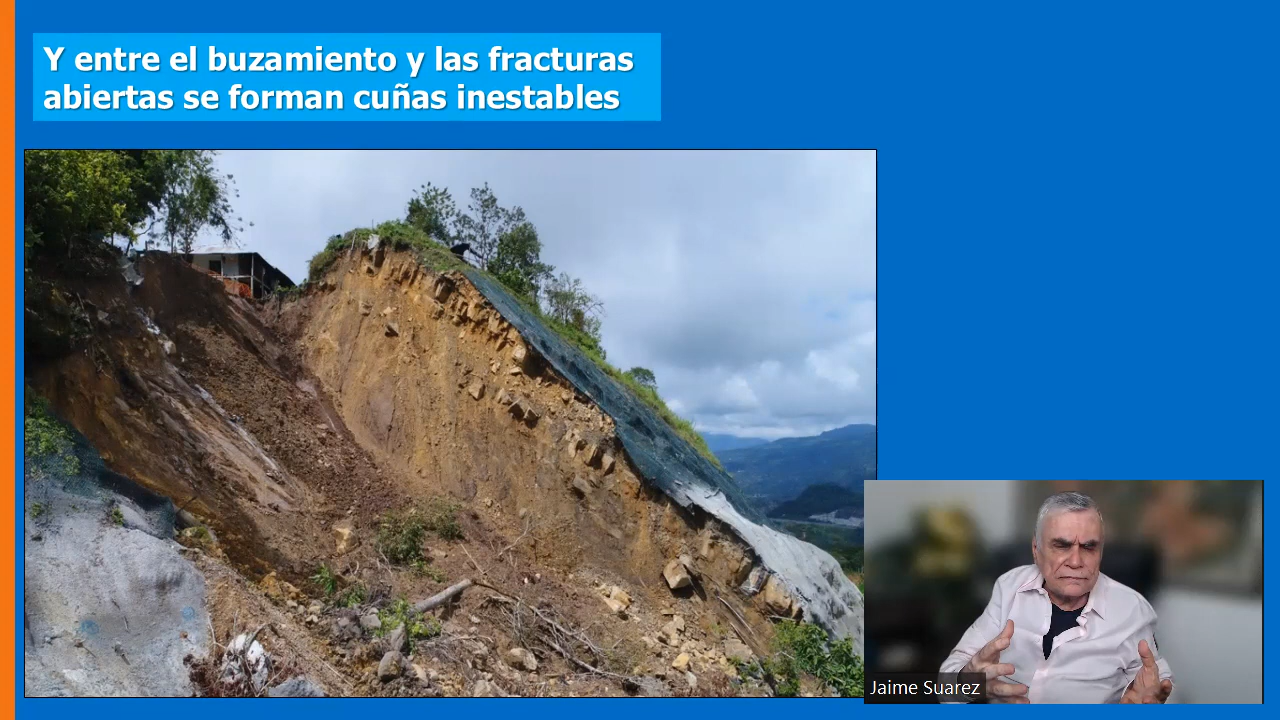 Y entre el buzamiento y las fracturas
abiertas se forman cuñas inestables
Jaime Suarez